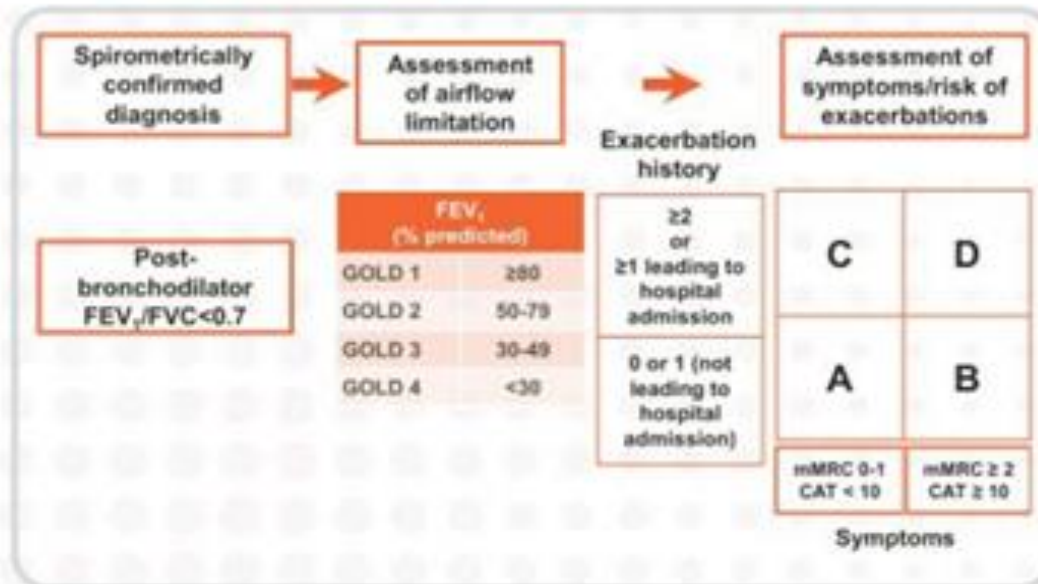 Spirometrically
confirmed
diagnosis
Assessment
of airflow
limitation
Assessment of
symptoms/risk of
exacerbations
Exacerbation
history
Post-
bronchodilator
FEV₁/FVC<0.7
FEV₁
(% predicted)
GOLD 1 ≥80
GOLD 2 50-79
GOLD 3 30-49
GOLD 4 <30
≥2
or
≥1 leading to
hospital
admission
0 or 1 (not
leading to
hospital
admission)
C D
A B
mMRC 0-1
CAT < 10
mMRC ≥ 2
CAT ≥ 10
Symptoms